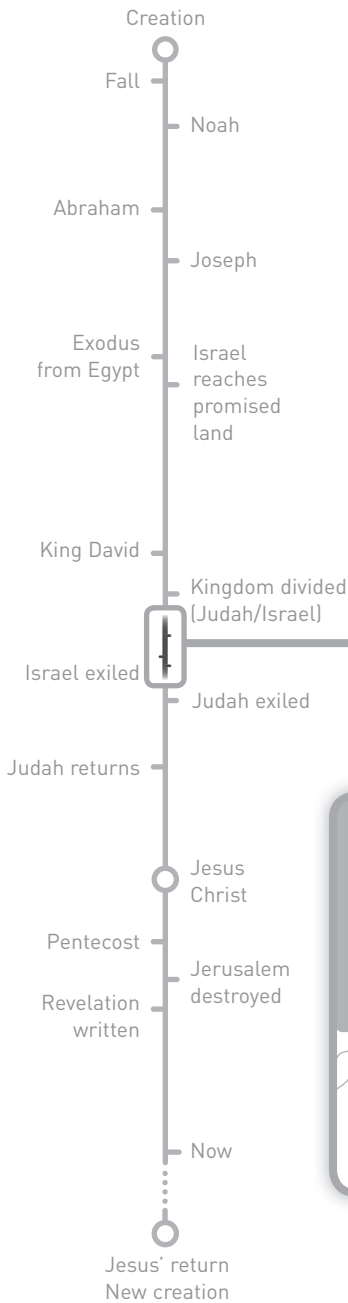 Creation
Fall
Noah
Abraham
Joseph
Exodus
from Egypt
Israel
reaches
promised
land
King David
Kingdom divided
(Judah/Israel)
Israel exiled
Judah exiled
Judah returns
Jesus
Christ
Pentecost
Jerusalem
destroyed
Revelation
written
Now
Jesus’ return
New creation